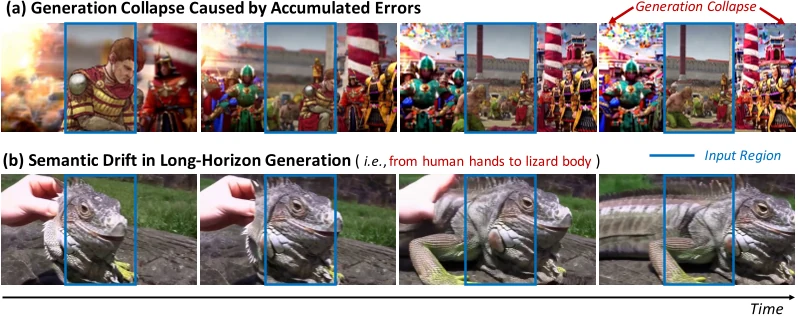 (a) Generation Collapse Caused by Accumulated Errors
Generation Collapse
(b) Semantic Drift in Long-Horizon Generation ( i.e., from human hands to lizard body )
Input Region
Time